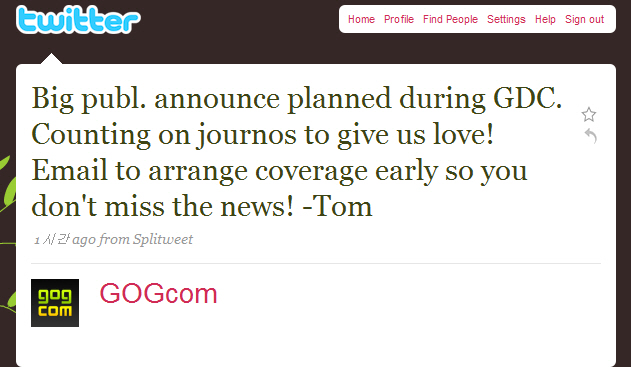 twitter
Home Profile Find People Settings Help Sign out
Big publ. announce planned during GDC.
Counting on journos to give us love!
Email to arrange coverage early so you
don't miss the news! -Tom
1 시간 ago from Splitweet
gog
com
GOGcom